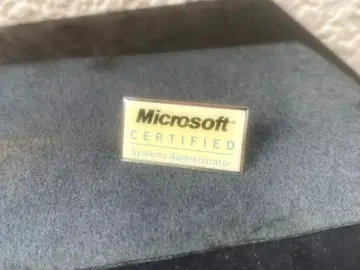 Microsoft®
CERTIFIED
Systems Administrator